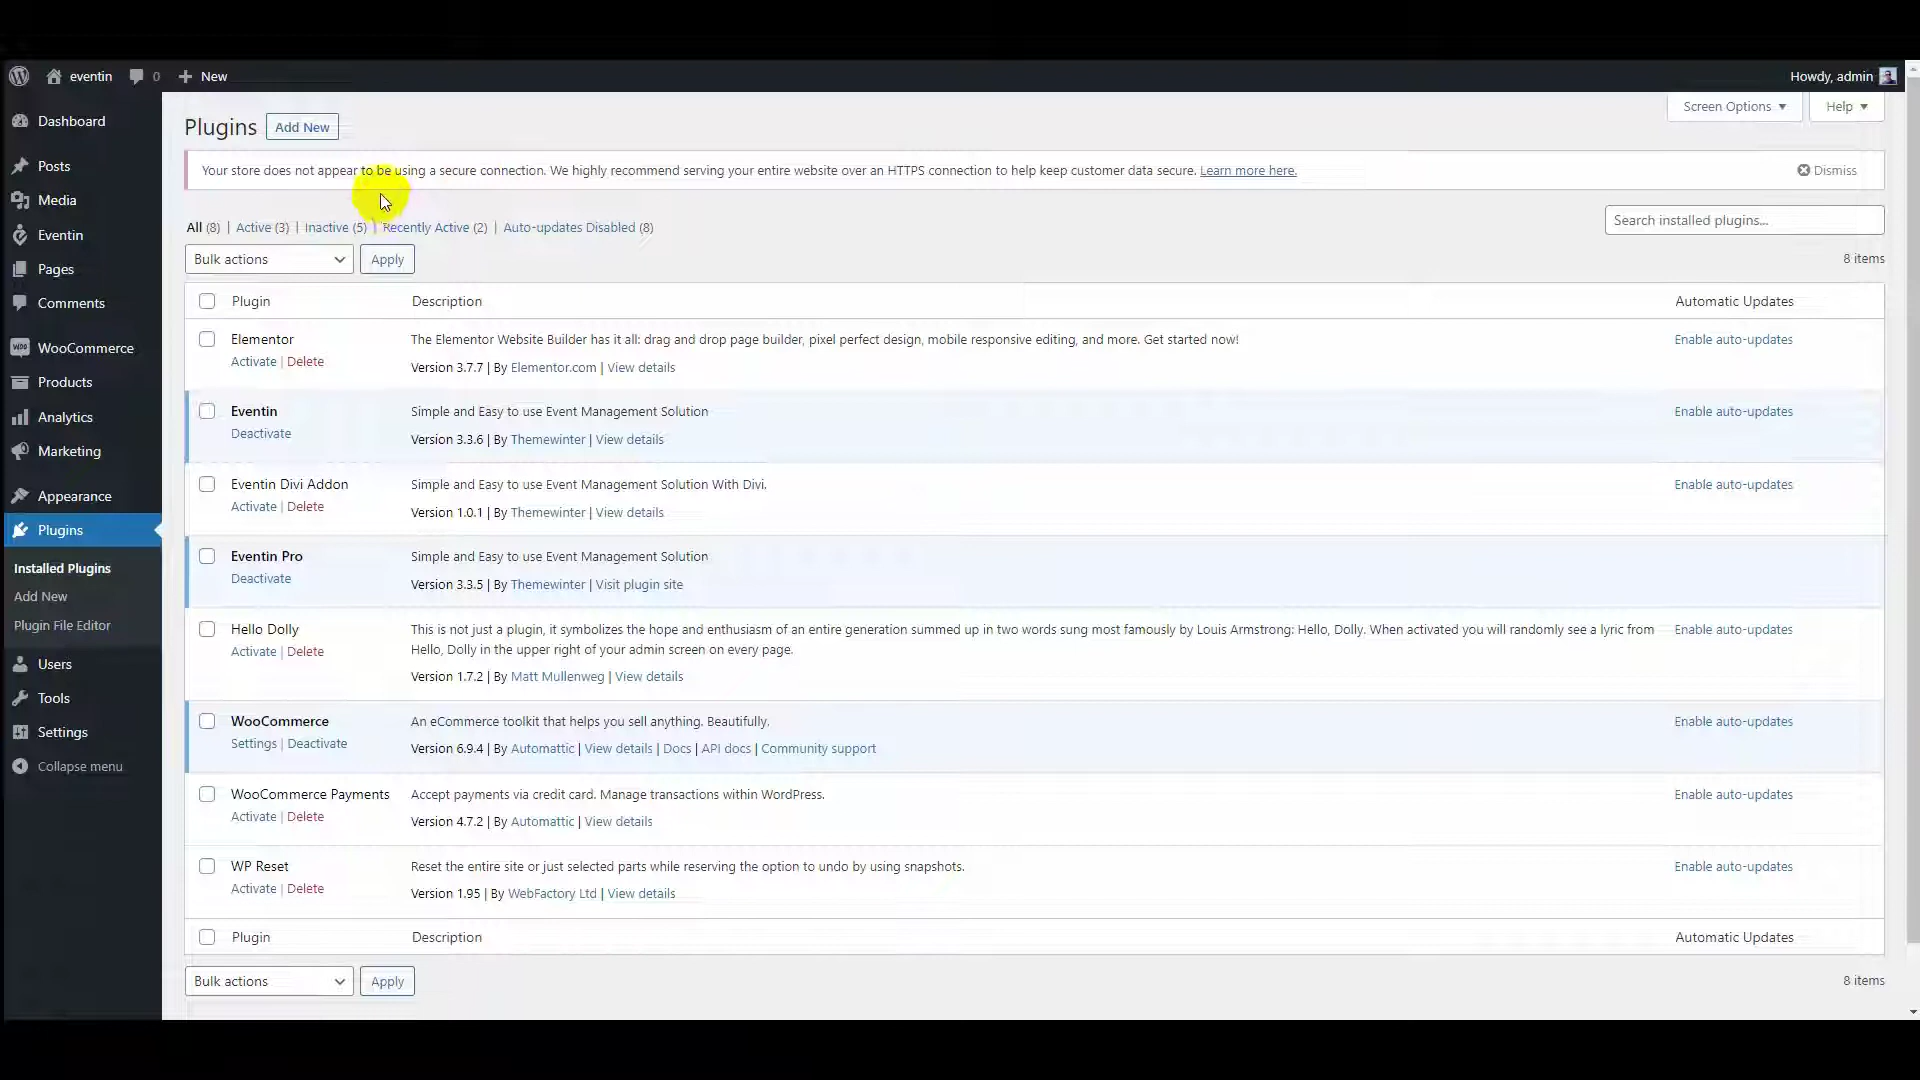 eventin 0 New Howdy, admin
Screen Options Help
Dashboard
Posts
Media
Eventin
Pages
Comments
WooCommerce
Products
Analytics
Marketing
Appearance
Plugins
Installed Plugins
Add New
Plugin File Editor
Users
Tools
Settings
Collapse menu
Plugins Add New
Your store does not appear to be using a secure connection. We highly recommend serving your entire website over an HTTPS connection to help keep customer data secure. Learn more here. Dismiss
All (8) | Active (3) | Inactive (5) | Recently Active (2) | Auto-updates Disabled (8)
Search installed plugins...
Bulk actions Apply 8 items
Plugin Description Automatic Updates
Elementor The Elementor Website Builder has it all: drag and drop page builder, pixel perfect design, mobile responsive editing, and more. Get started now! Enable auto-updates
Activate | Delete
Version 3.7.7 | By Elementor.com | View details
Eventin Simple and Easy to use Event Management Solution Enable auto-updates
Deactivate
Version 3.3.6 | By Themewinter | View details
Eventin Divi Addon Simple and Easy to use Event Management Solution With Divi. Enable auto-updates
Activate | Delete
Version 1.0.1 | By Themewinter | View details
Eventin Pro Simple and Easy to use Event Management Solution
Deactivate
Version 3.3.5 | By Themewinter | Visit plugin site
Hello Dolly This is not just a plugin, it symbolizes the hope and enthusiasm of an entire generation summed up in two words sung most famously by Louis Armstrong: Hello, Dolly. When activated you will randomly see a lyric from Enable auto-updates
Activate | Delete Hello, Dolly in the upper right of your admin screen on every page.
Version 1.7.2 | By Matt Mullenweg | View details
WooCommerce An eCommerce toolkit that helps you sell anything. Beautifully. Enable auto-updates
Settings | Deactivate
Version 6.9.4 | By Automattic | View details | Docs | API docs | Community support
WooCommerce Payments Accept payments via credit card. Manage transactions within WordPress. Enable auto-updates
Activate | Delete
Version 4.7.2 | By Automattic | View details
WP Reset Reset the entire site or just selected parts while reserving the option to undo by using snapshots. Enable auto-updates
Activate | Delete
Version 1.95 | By WebFactory Ltd | View details
Plugin Description Automatic Updates
Bulk actions Apply 8 items